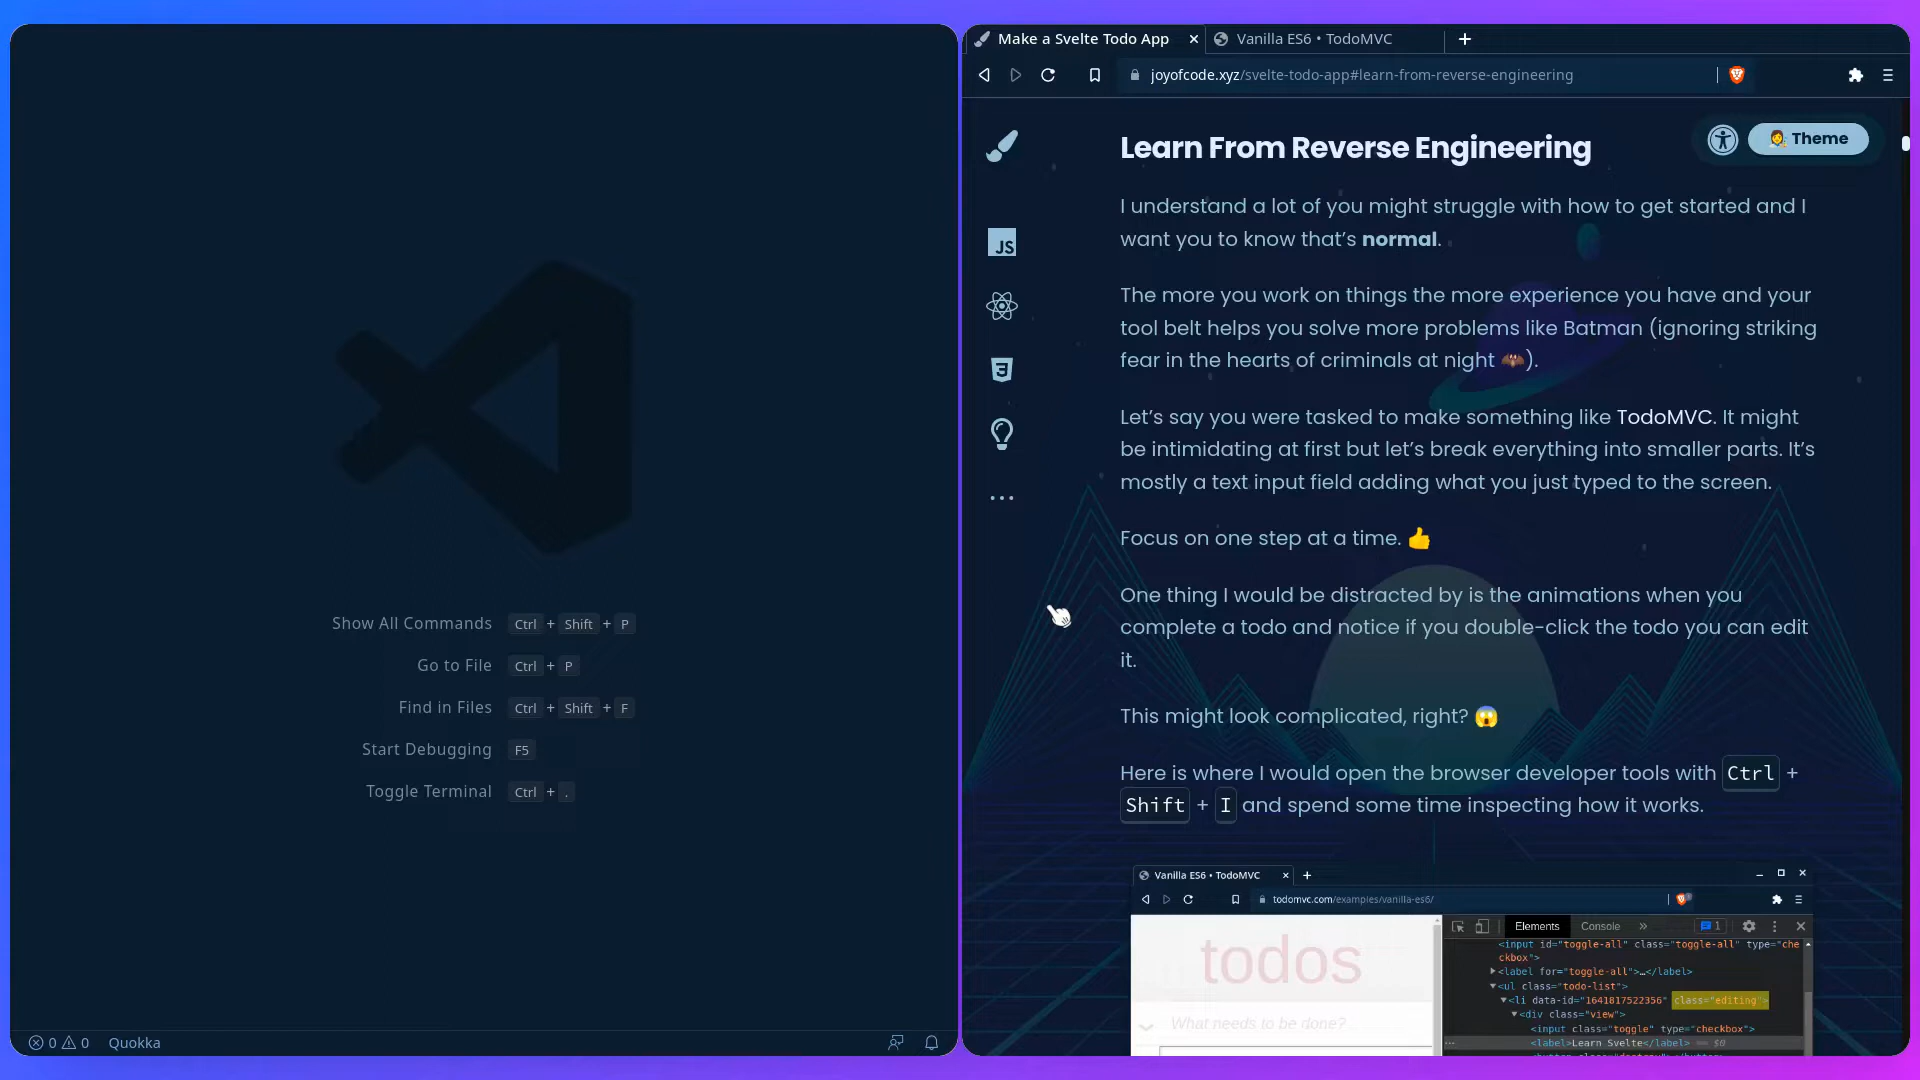 Show All Commands Ctrl + Shift + P
Go to File Ctrl + P
Find in Files Ctrl + Shift + F
Start Debugging F5
Toggle Terminal Ctrl + .
0 0 Quokka
Make a Svelte Todo App
Vanilla ES6 • TodoMVC
joyofcode.xyz/svelte-todo-app#learn-from-reverse-engineering
JS
3
Learn From Reverse Engineering
Theme
I understand a lot of you might struggle with how to get started and I
want you to know that’s normal.
The more you work on things the more experience you have and your
tool belt helps you solve more problems like Batman (ignoring striking
fear in the hearts of criminals at night 🦇).
Let’s say you were tasked to make something like TodoMVC. It might
be intimidating at first but let’s break everything into smaller parts. It’s
mostly a text input field adding what you just typed to the screen.
Focus on one step at a time. 👍
One thing I would be distracted by is the animations when you
complete a todo and notice if you double-click the todo you can edit
it.
This might look complicated, right? 😱
Here is where I would open the browser developer tools with Ctrl +
Shift + I and spend some time inspecting how it works.
Vanilla ES6 • TodoMVC
todomvc.com/examples/vanilla-es6/
todos
What needs to be done?
Elements Console » 1
<input id="toggle-all" class="toggle-all" type="che
ckbox">
<label for="toggle-all">…</label>
<ul class="todo-list">
<li data-id="1641817522356" class="editing">
<div class="view">
<input class="toggle" type="checkbox">
<label>Learn Svelte</label> == $0